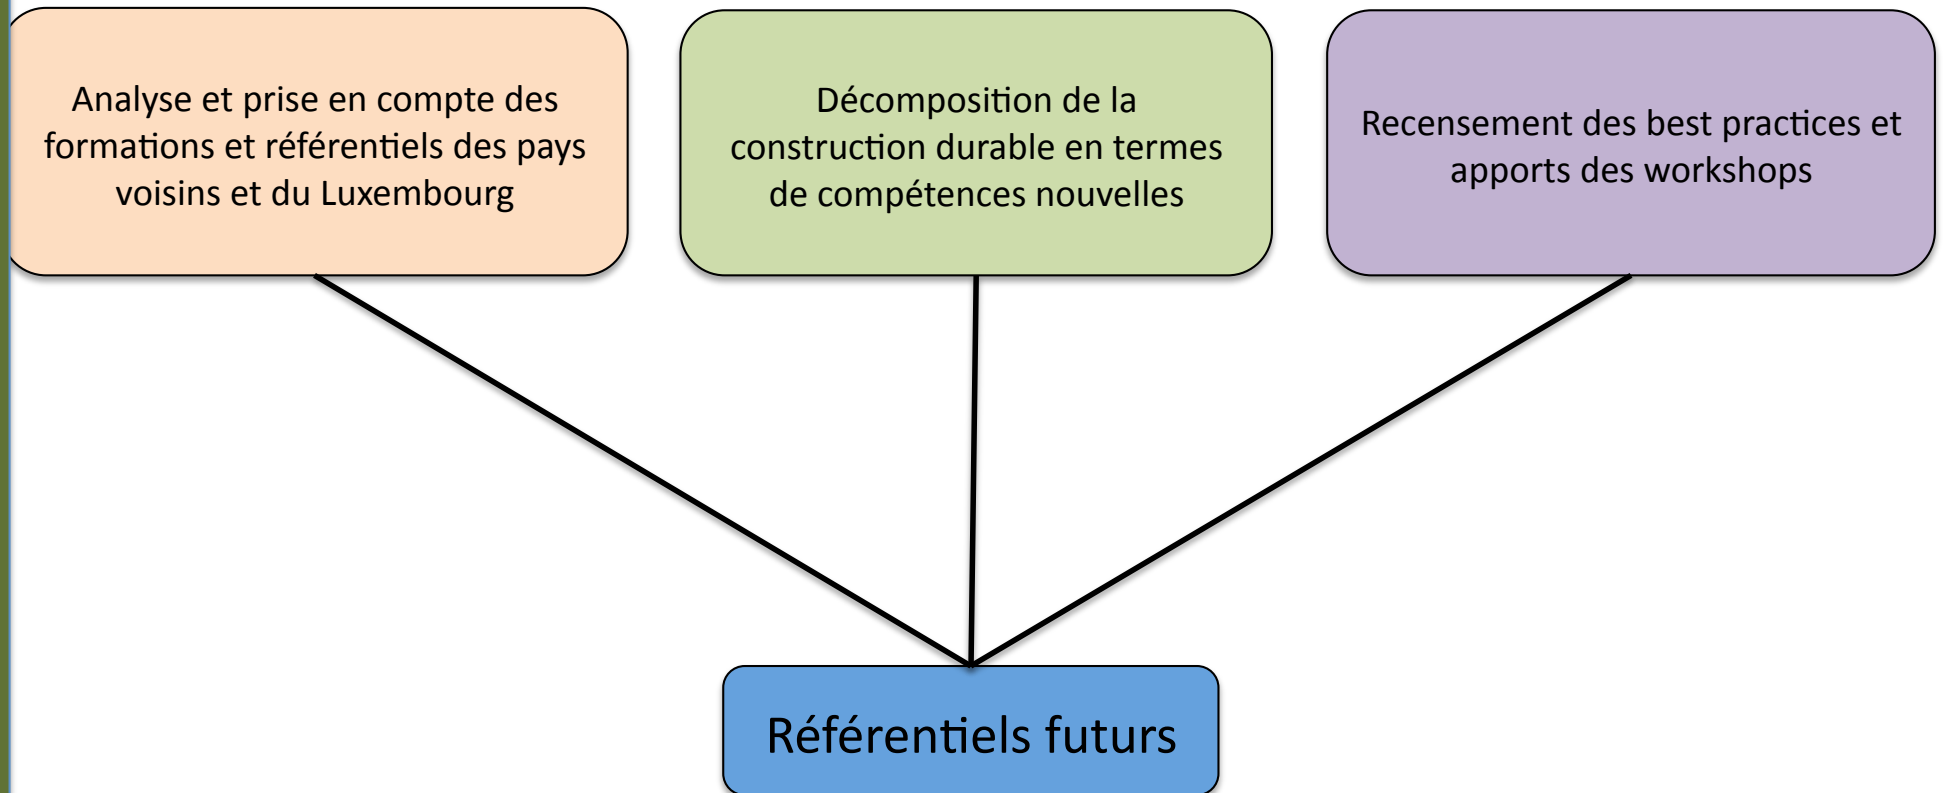 Analyse et prise en compte des
formations et référentiels des pays
voisins et du Luxembourg
Décomposition de la
construction durable en termes
de compétences nouvelles
Recensement des best practices et
apports des workshops
Référentiels futurs